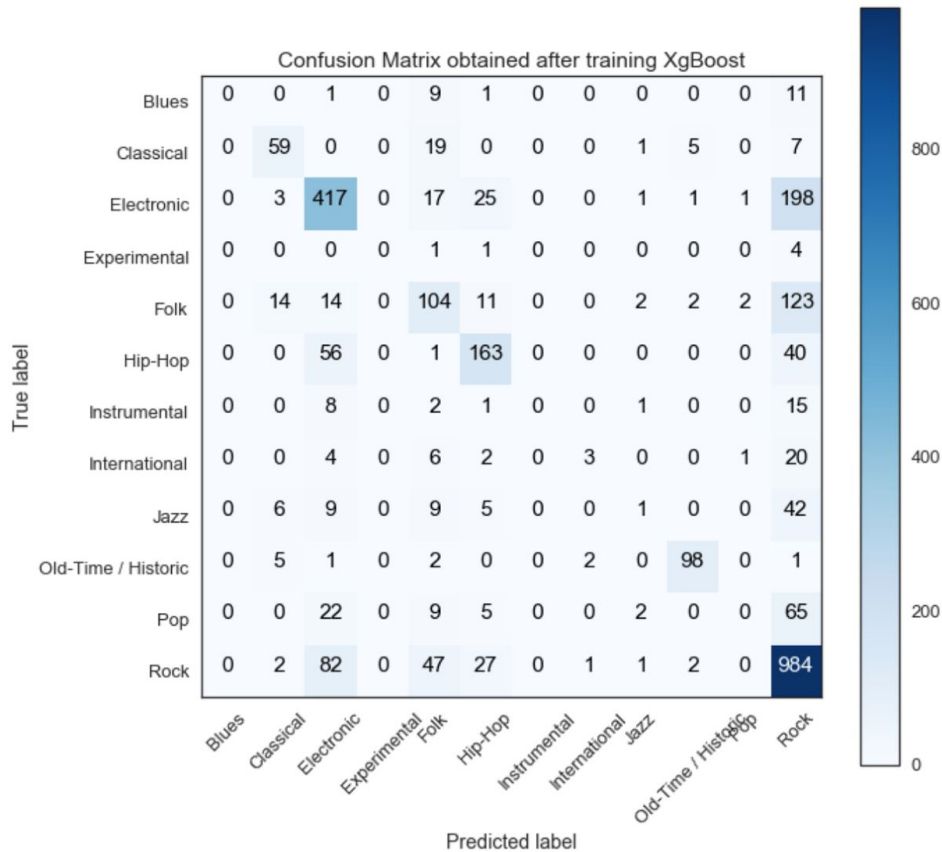 Confusion Matrix obtained after training XgBoost
Blues 0 0 1 0 9 1 0 0 0 0 0 11
Classical 0 59 0 0 19 0 0 0 1 5 0 7
800
Electronic 0 3 417 0 17 25 0 0 1 1 1 198
Experimental 0 0 0 0 1 1 0 0 0 0 0 4
600
Folk 0 14 14 0 104 11 0 0 2 2 2 123
True label
Hip-Hop 0 0 56 0 1 163 0 0 0 0 0 40
Instrumental 0 0 8 0 2 1 0 0 1 0 0 15
400
International 0 0 4 0 6 2 0 3 0 0 1 20
Jazz 0 6 9 0 9 5 0 0 1 0 0 42
Old-Time / Historic 0 5 1 0 2 0 0 2 0 98 0 1
200
Pop 0 0 22 0 9 5 0 0 2 0 0 65
Rock 0 2 82 0 47 27 0 1 1 2 0 984
0
Blues Classical Electronic Experimental Folk Hip-Hop Instrumental International Jazz Old-Time / Historic Pop Rock
Predicted label